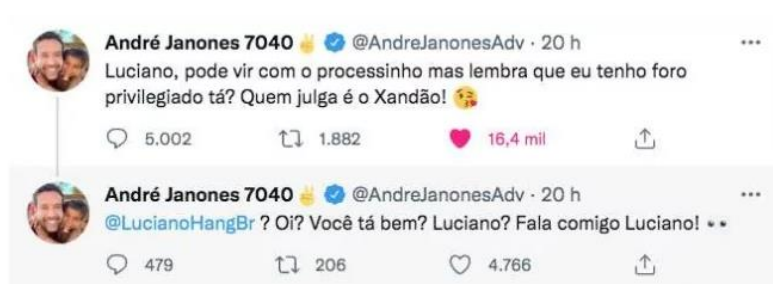 André Janones 7040✌️ @AndreJanonesAdv · 20 h
Luciano, pode vir com o processinho mas lembra que eu tenho foro
privilegiado tá? Quem julga é o Xandão! 😘
5.002 1.882 16,4 mil
André Janones 7040✌️ @AndreJanonesAdv · 20 h
@LucianoHangBr ? Oi? Você tá bem? Luciano? Fala comigo Luciano! 👀
479 206 4.766